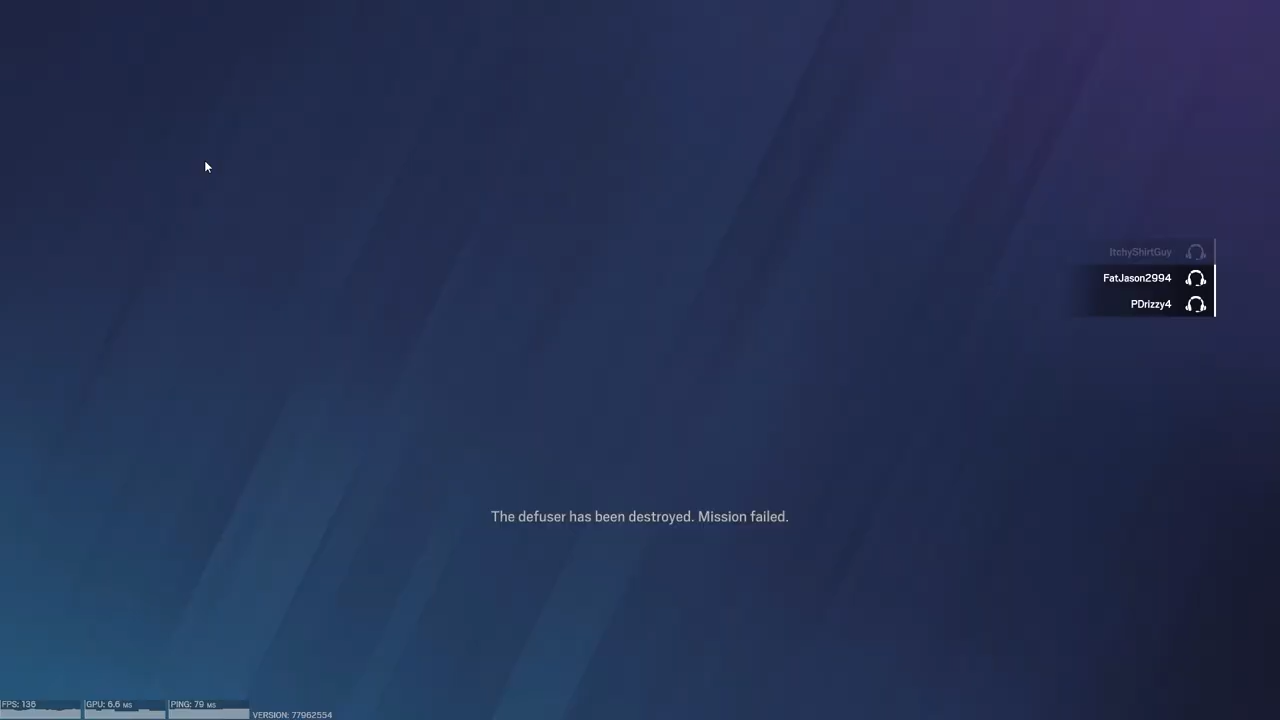 ItchyShirtGuy
FatJason2994
PDrizzy4
The defuser has been destroyed. Mission failed.
FPS: 136 GPU: 6.6 MS PING: 79 MS VERSION: 77962554